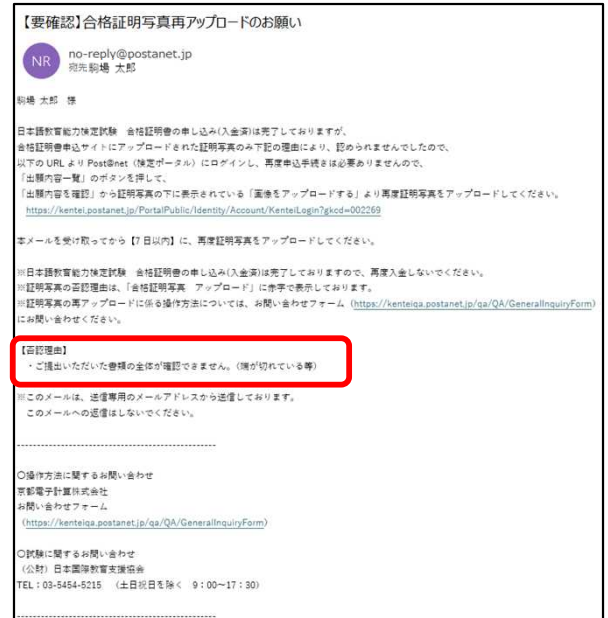 【要確認】合格証明写真再アップロードのお願い
NR
no-reply@postanet.jp
宛先 駒場 太郎
駒場 太郎 様
日本語教育能力検定試験 合格証明書の申し込み(入金済)は完了しておりますが、
合格証明書申込サイトにアップロードされた証明写真のみ下記の理由により、認められませんでしたので、
以下の URL より Post@net（検定ポータル）にログインし、再度申込手続きは必要ありませんので、
「出願内容一覧」のボタンを押して、
「出願内容を確認」から証明写真の下に表示されている「画像をアップロードする」より再度証明写真をアップロードしてください。
https://kentei.postanet.jp/PortalPublic/Identity/Account/KenteiLogin?gkcd=002269
本メールを受け取ってから【7 日以内】に、再度証明写真をアップロードしてください。
※日本語教育能力検定試験 合格証明書の申し込み(入金済)は完了しておりますので、再度入金しないでください。
※証明写真の否認理由は、「合格証明写真 アップロード」に赤字で表示しております。
※証明写真の再アップロードに係る操作方法については、お問い合わせフォーム（https://kenteiqa.postanet.jp/qa/QA/GeneralInquiryForm）
にお問い合わせください。
【否認理由】
・ご提出いただいた書類の全体が確認できません。（端が切れている等）
※このメールは、送信専用のメールアドレスから送信しております。
このメールへの返信はしないでください。
--------------------------------------------------
〇操作方法に関するお問い合わせ
京都電子計算株式会社
お問い合わせフォーム
（https://kenteiqa.postanet.jp/qa/QA/GeneralInquiryForm）
〇試験に関するお問い合わせ
（公財）日本国際教育支援協会
TEL：03-5454-5215 （土日祝日を除く 9：00～17：30）
--------------------------------------------------